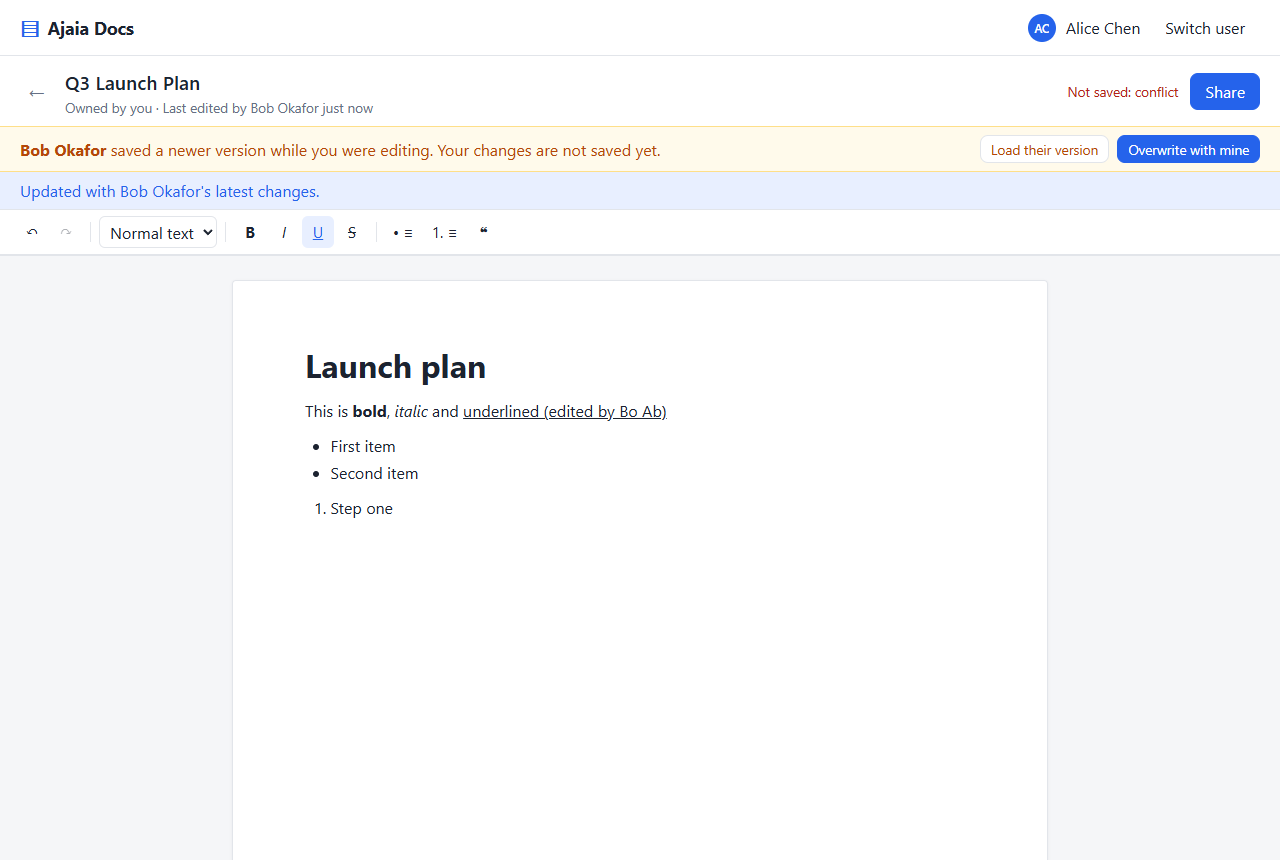 Ajaia Docs
AC Alice Chen Switch user
← Q3 Launch Plan
Owned by you · Last edited by Bob Okafor just now
Not saved: conflict Share
Bob Okafor saved a newer version while you were editing. Your changes are not saved yet. Load their version Overwrite with mine
Updated with Bob Okafor's latest changes.
Normal text B I U S • ≡ 1. ≡ ❝
Launch plan
This is bold, italic and underlined (edited by Bo Ab)
• First item
• Second item
1. Step one